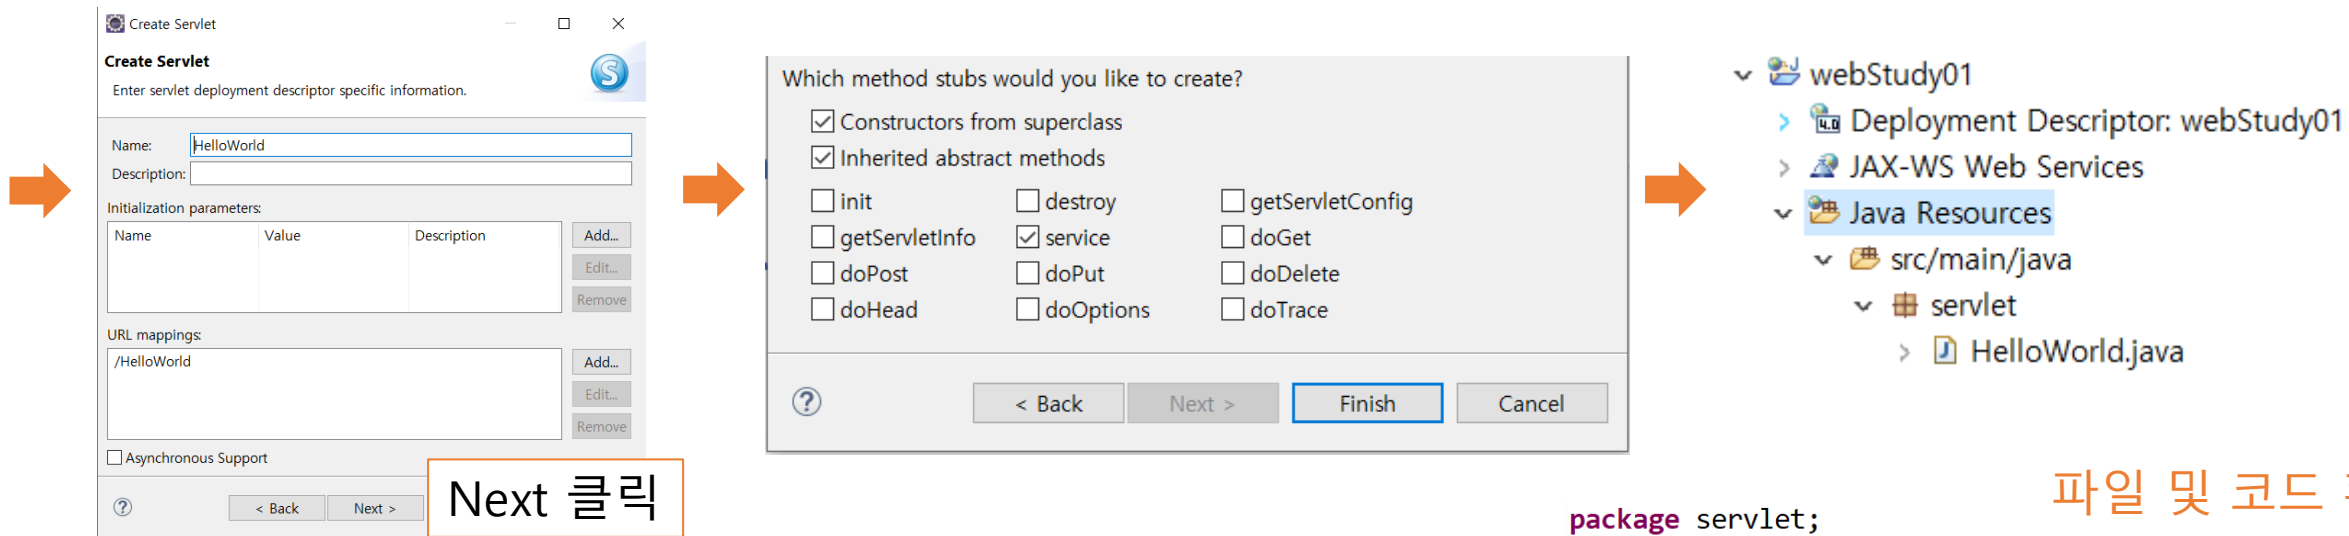 Create Servlet
Create Servlet
Enter servlet deployment descriptor specific information.
Name: HelloWorld
Description:
Initialization parameters:
Name Value Description
Add...
Edit...
Remove
URL mappings:
/HelloWorld
Add...
Edit...
Remove
Asynchronous Support
< Back Next >
Next 클릭
Which method stubs would you like to create?
Constructors from superclass
Inherited abstract methods
init destroy getServletConfig
getServletInfo service doGet
doPost doPut doDelete
doHead doOptions doTrace
< Back Next > Finish Cancel
webStudy01
Deployment Descriptor: webStudy01
JAX-WS Web Services
Java Resources
src/main/java
servlet
HelloWorld.java
파일 및 코드
package servlet;